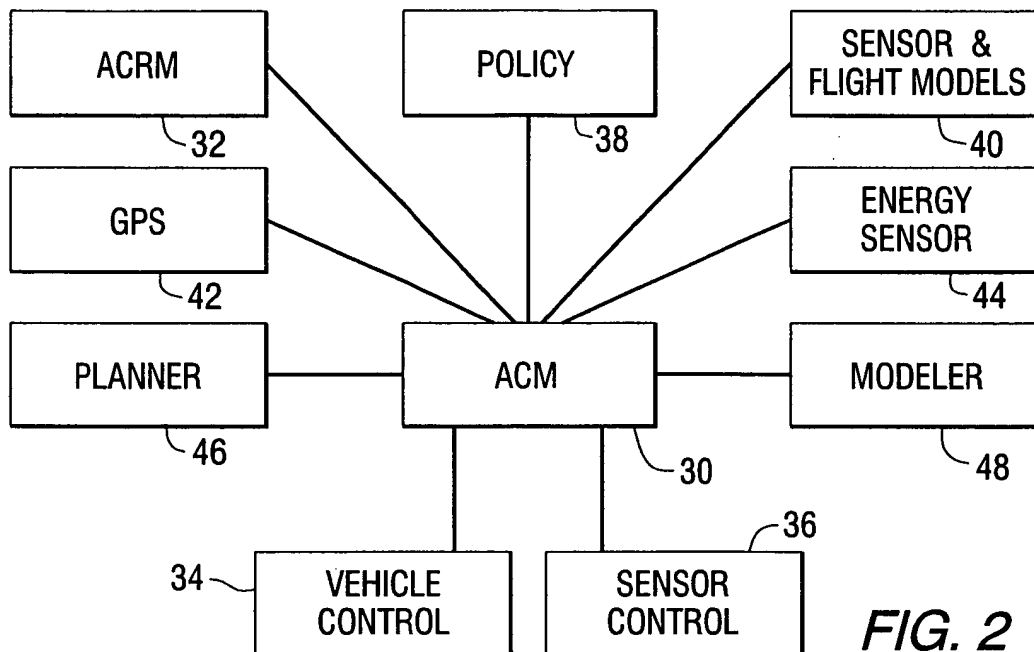 ACRM
32
POLICY
38
SENSOR &
FLIGHT MODELS
40
GPS
42
ENERGY
SENSOR
44
PLANNER
46
ACM
30
MODELER
48
34
VEHICLE
CONTROL
36
SENSOR
CONTROL
FIG. 2